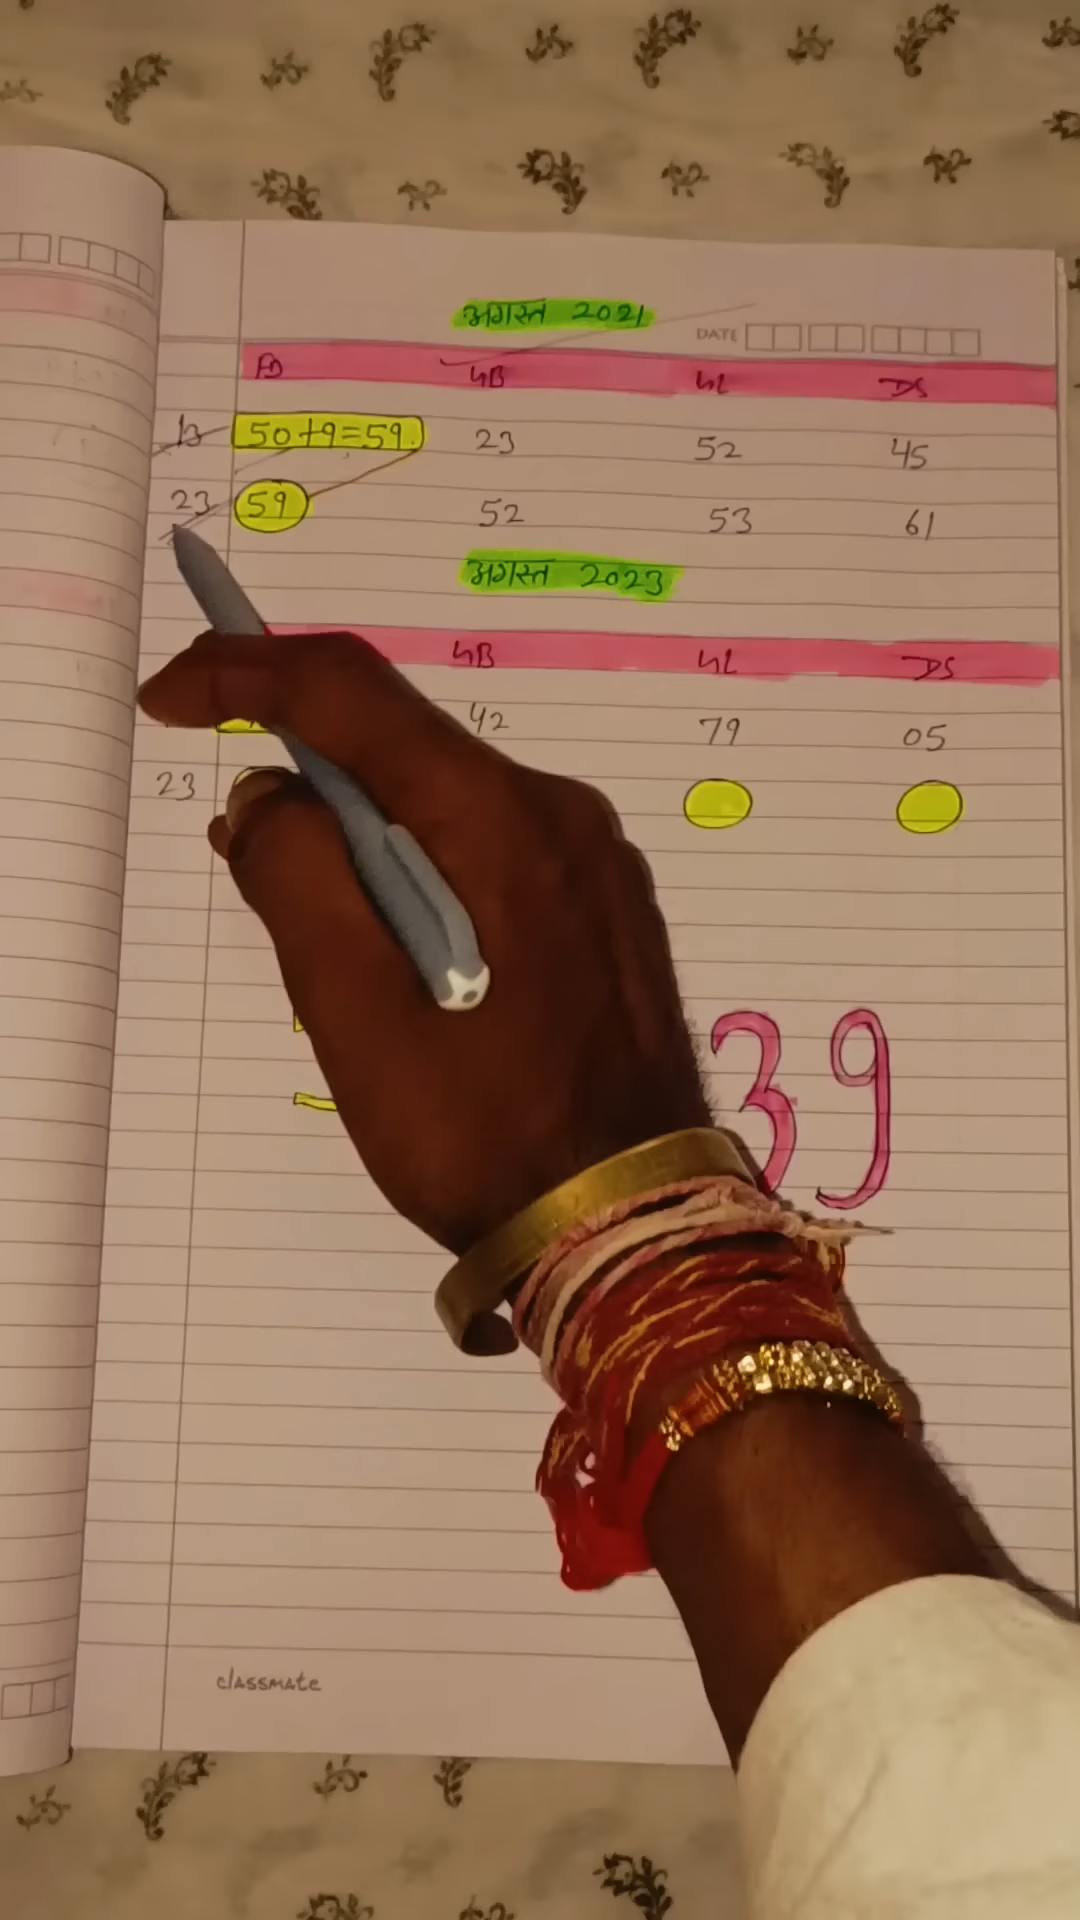 अगस्त 2021
DATE
FD GB GL DS
13 50+9=59. 23 52 45
23 59 52 53 61
अगस्त 2023
GB GL DS
42 79 05
23
39
classmate